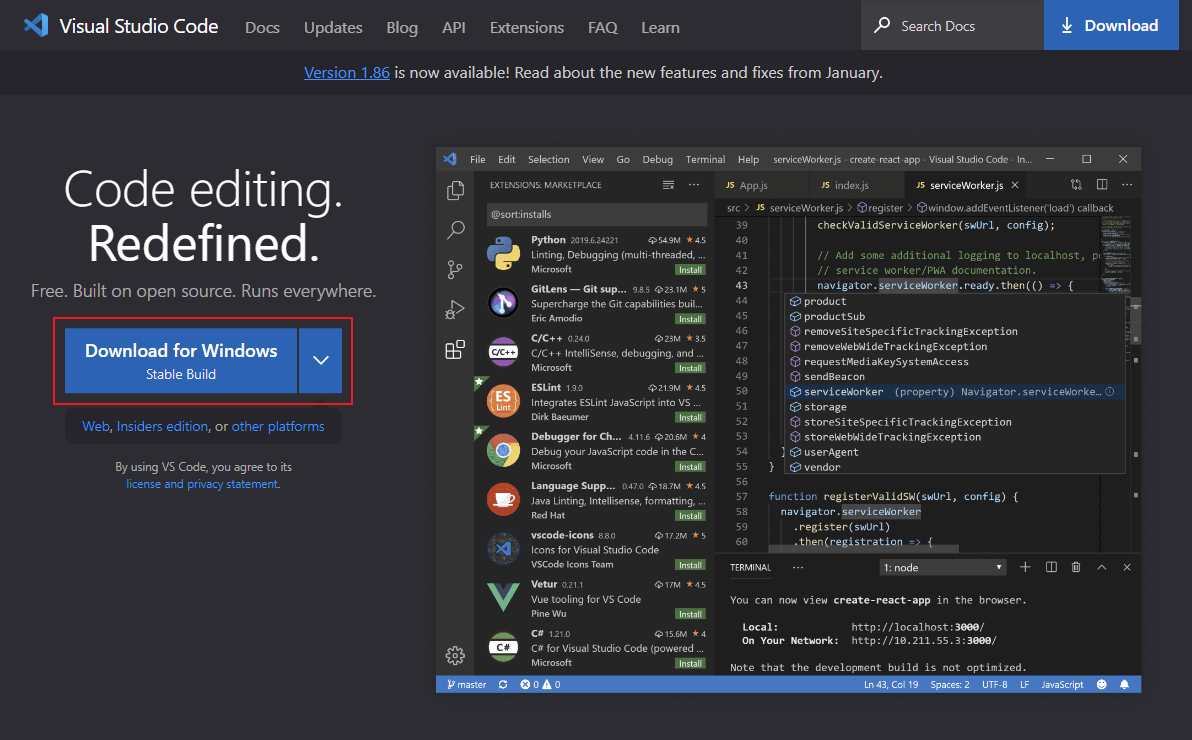 Visual Studio Code Docs Updates Blog API Extensions FAQ Learn Search Docs Download
Version 1.86 is now available! Read about the new features and fixes from January.
Code editing.
Redefined.
Free. Built on open source. Runs everywhere.
Download for Windows
Stable Build
Web, Insiders edition, or other platforms
By using VS Code, you agree to its
license and privacy statement.
File Edit Selection View Go Debug Terminal Help serviceWorker.js - create-react-app - Visual Studio Code - In...
EXTENSIONS: MARKETPLACE
@sort:installs
Python 2019.6.24221 54.9M 4.5
Linting, Debugging (multi-threaded, ...
Microsoft Install
GitLens — Git sup... 9.8.5 23.1M 5
Supercharge the Git capabilities buil...
Eric Amodio Install
C/C++
C/C++ 0.24.0 23M 3.5
C/C++ IntelliSense, debugging, and ...
Microsoft Install
ES
Lint
ESLint 1.9.0 21.9M 4.5
Integrates ESLint JavaScript into VS ...
Dirk Baeumer Install
Debugger for Ch... 4.11.6 20.6M 4
Debug your JavaScript code in the C...
Microsoft Install
Language Supp... 0.47.0 18.7M 4.5
Java Linting, Intellisense, formatting, ...
Red Hat Install
vscode-icons 8.8.0 17.2M 5
Icons for Visual Studio Code
VSCode Icons Team Install
Vetur 0.21.1 17M 4.5
Vue tooling for VS Code
Pine Wu Install
C#
C# 1.21.0 15.6M 4
C# for Visual Studio Code (powered ...
Microsoft Install
JS App.js JS index.js JS serviceWorker.js
src > JS serviceWorker.js > register > window.addEventListener('load') callback
39 checkValidServiceWorker(swUrl, config);
40
41 // Add some additional logging to localhost, po
42 // service worker/PWA documentation.
43 navigator.serviceWorker.ready.then(() => {
44 product
45 productSub
46 removeSiteSpecificTrackingException
47 removeWebWideTrackingException
48 requestMediaKeySystemAccess
49 sendBeacon
50 serviceWorker (property) Navigator.serviceWorke...
51 storage
52 storeSiteSpecificTrackingException
53 storeWebWideTrackingException
54 } userAgent
55 } vendor
56
57 function registerValidSW(swUrl, config) {
58 navigator.serviceWorker
59 .register(swUrl)
60 .then(registration => {
TERMINAL ... 1: node
You can now view create-react-app in the browser.
Local: http://localhost:3000/
On Your Network: http://10.211.55.3:3000/
Note that the development build is not optimized.
master 0 0 Ln 43, Col 19 Spaces: 2 UTF-8 LF JavaScript